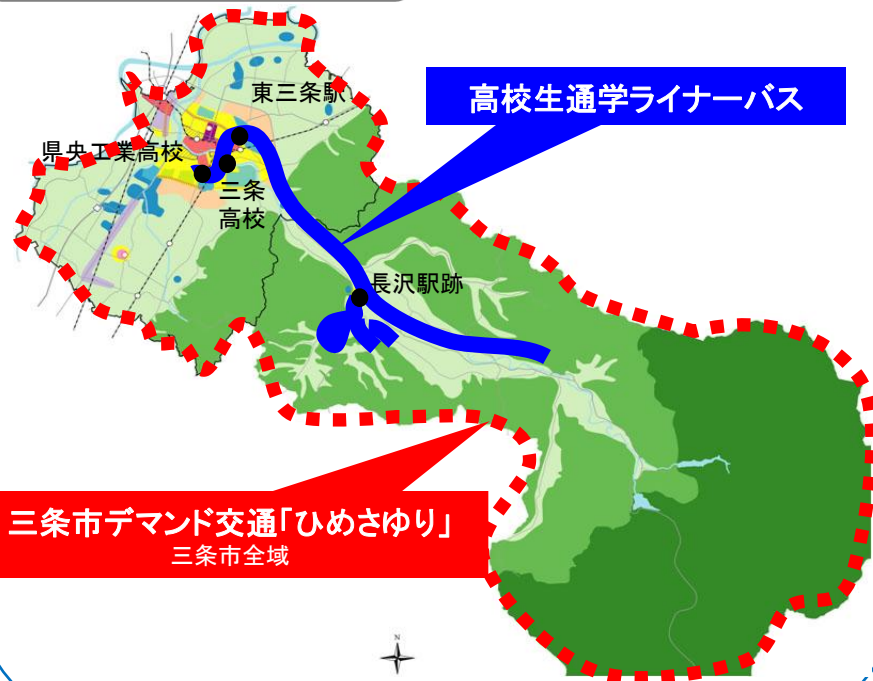 東三条駅
高校生通学ライナーバス
県央工業高校
三条
高校
長沢駅跡
三条市デマンド交通「ひめさゆり」
三条市全域
N